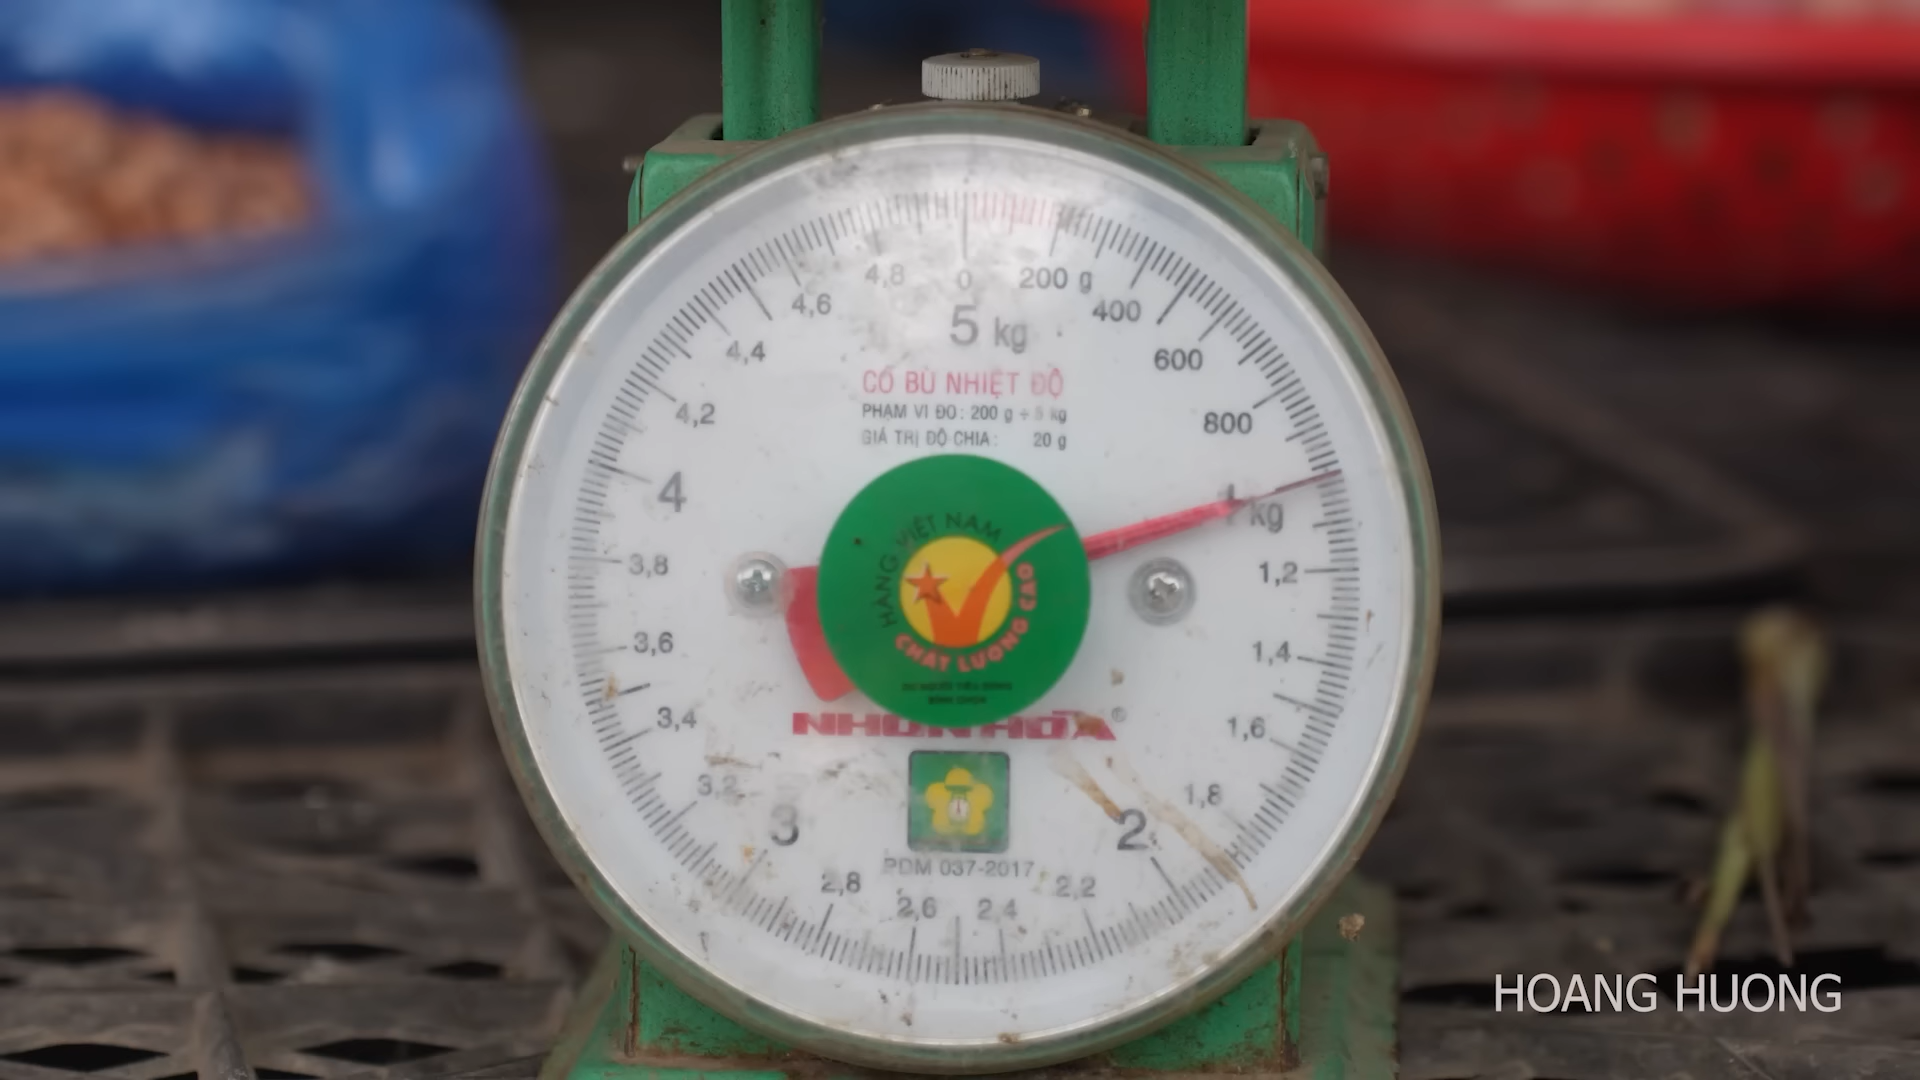 4,8 0 200 g
4,6 5 kg 400
4,4 600
CÓ BÙ NHIỆT ĐỘ
4,2 PHẠM VI ĐO: 200 g ÷ 5 kg 800
GIÁ TRỊ ĐỘ CHIA: 20 g
4 1 kg
HÀNG VIỆT NAM
CHẤT LƯỢNG CAO
3,8 1,2
3,6 1,4
3,4 NHƠN HÒA® 1,6
3,2 1,8
3 2
PDM 037-2017
2,8 2,6 2,4 2,2
HOANG HUONG